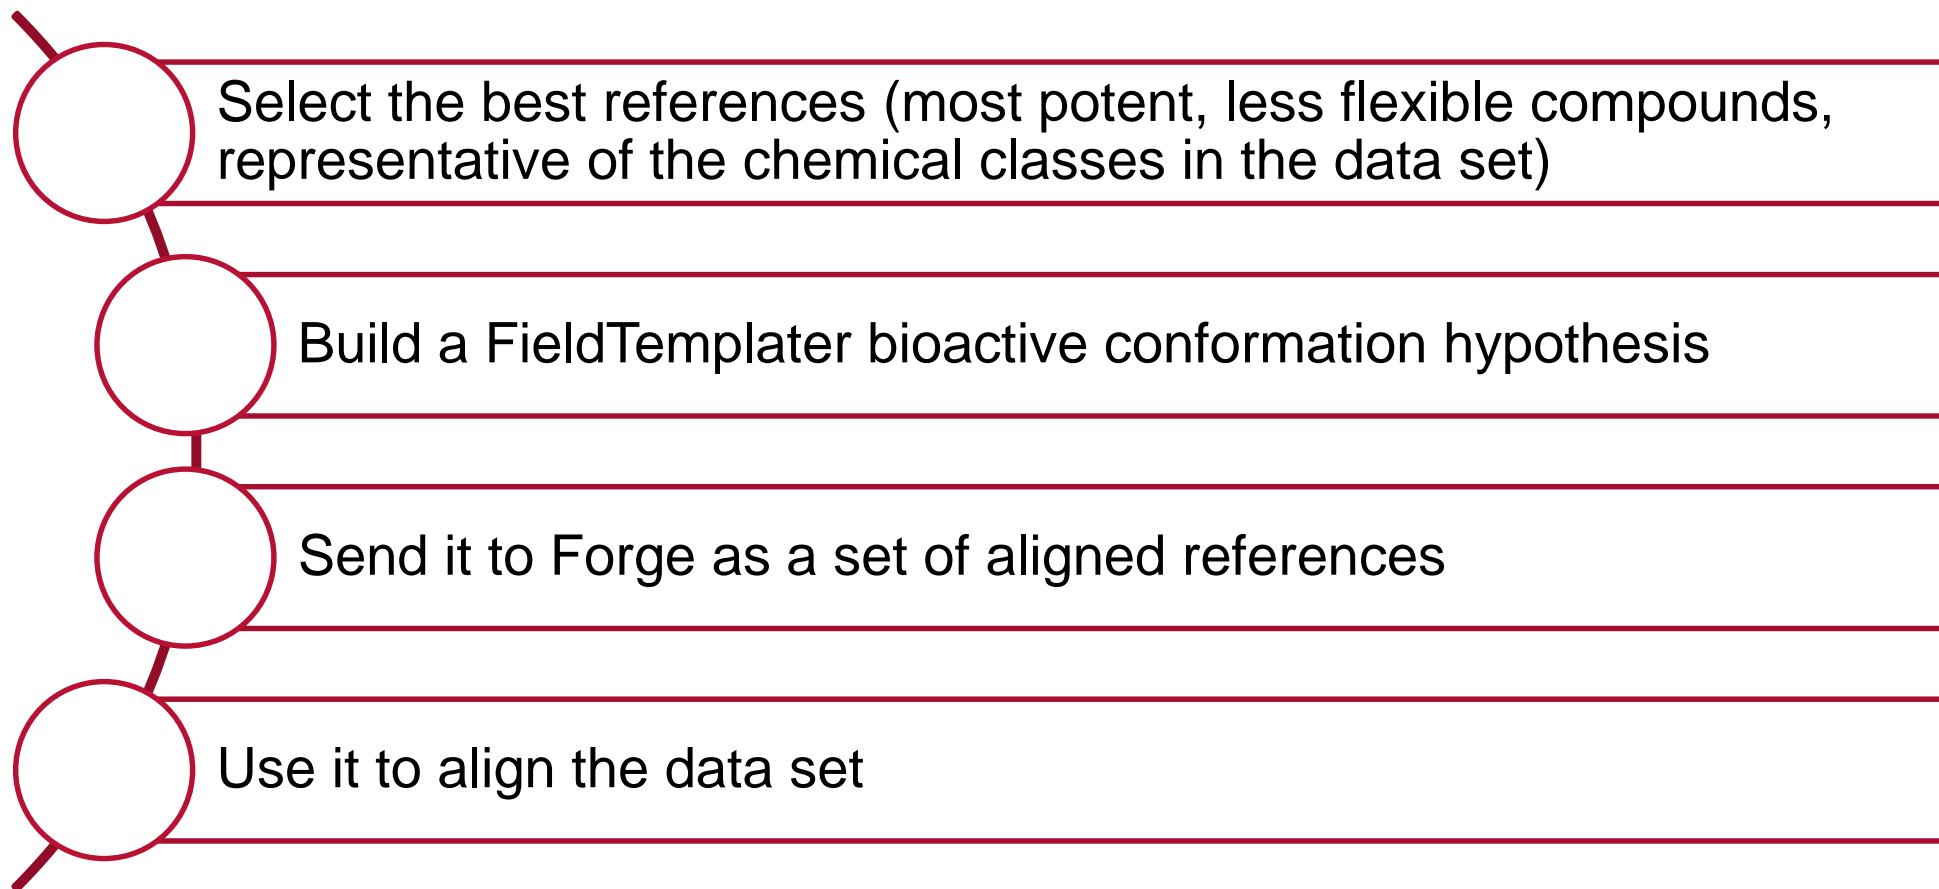 Select the best references (most potent, less flexible compounds,
representative of the chemical classes in the data set)
Build a FieldTemplater bioactive conformation hypothesis
Send it to Forge as a set of aligned references
Use it to align the data set